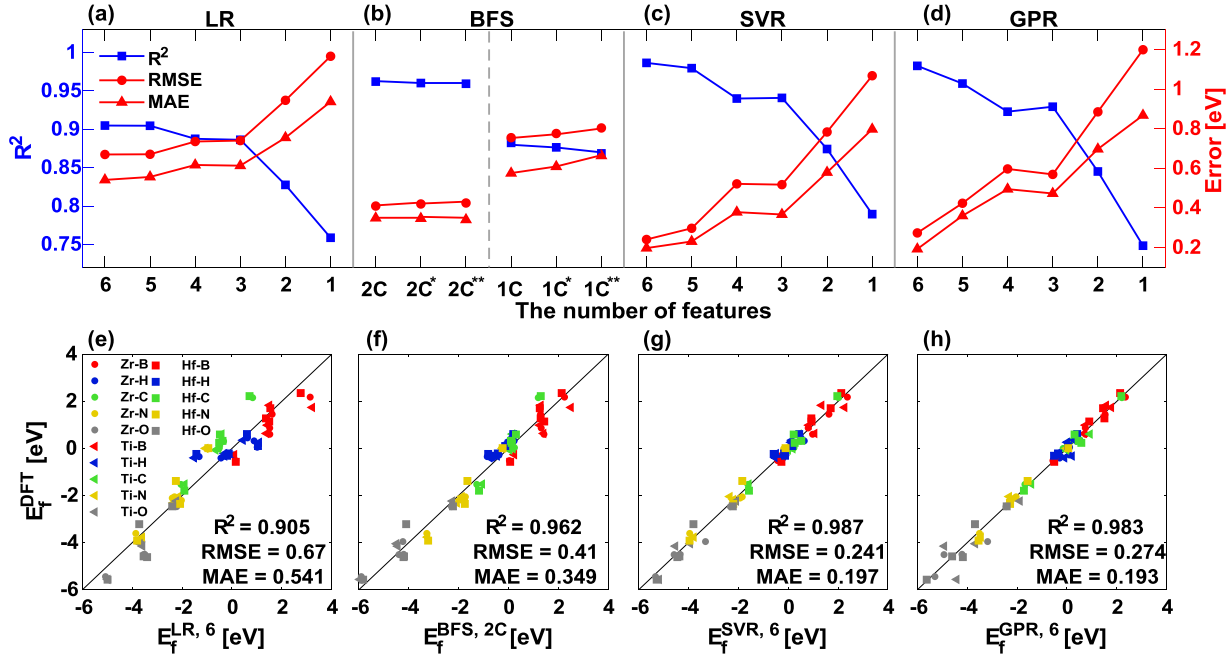 (a) LR (b) BFS (c) SVR (d) GPR
1
0.95
0.9
0.85
0.8
0.75
R²
R²
RMSE
MAE
1.2
1
0.8
0.6
0.4
0.2
Error [eV]
6 5 4 3 2 1 2C 2C* 2C** 1C 1C* 1C** 6 5 4 3 2 1 6 5 4 3 2 1
The number of features
(e) (f) (g) (h)
4
2
0
-2
-4
-6
E_f^DFT [eV]
Zr-B Hf-B
Zr-H Hf-H
Zr-C Hf-C
Zr-N Hf-N
Zr-O Hf-O
Ti-B
Ti-H
Ti-C
Ti-N
Ti-O
R² = 0.905
RMSE = 0.67
MAE = 0.541
R² = 0.962
RMSE = 0.41
MAE = 0.349
R² = 0.987
RMSE = 0.241
MAE = 0.197
R² = 0.983
RMSE = 0.274
MAE = 0.193
-6 -4 -2 0 2 4 -6 -4 -2 0 2 4 -6 -4 -2 0 2 4 -6 -4 -2 0 2 4
E_f^LR, 6 [eV] E_f^BFS, 2C [eV] E_f^SVR, 6 [eV] E_f^GPR, 6 [eV]